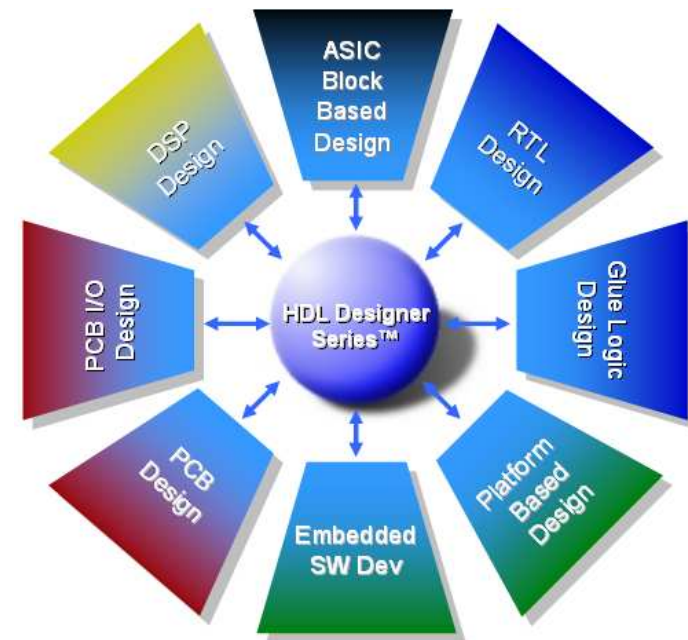 ASIC
Block
Based
Design
RTL
Design
Glue Logic
Design
Platform
Based
Design
Embedded
SW Dev
PCB
Design
PCB I/O
Design
DSP
Design
HDL Designer
Series™